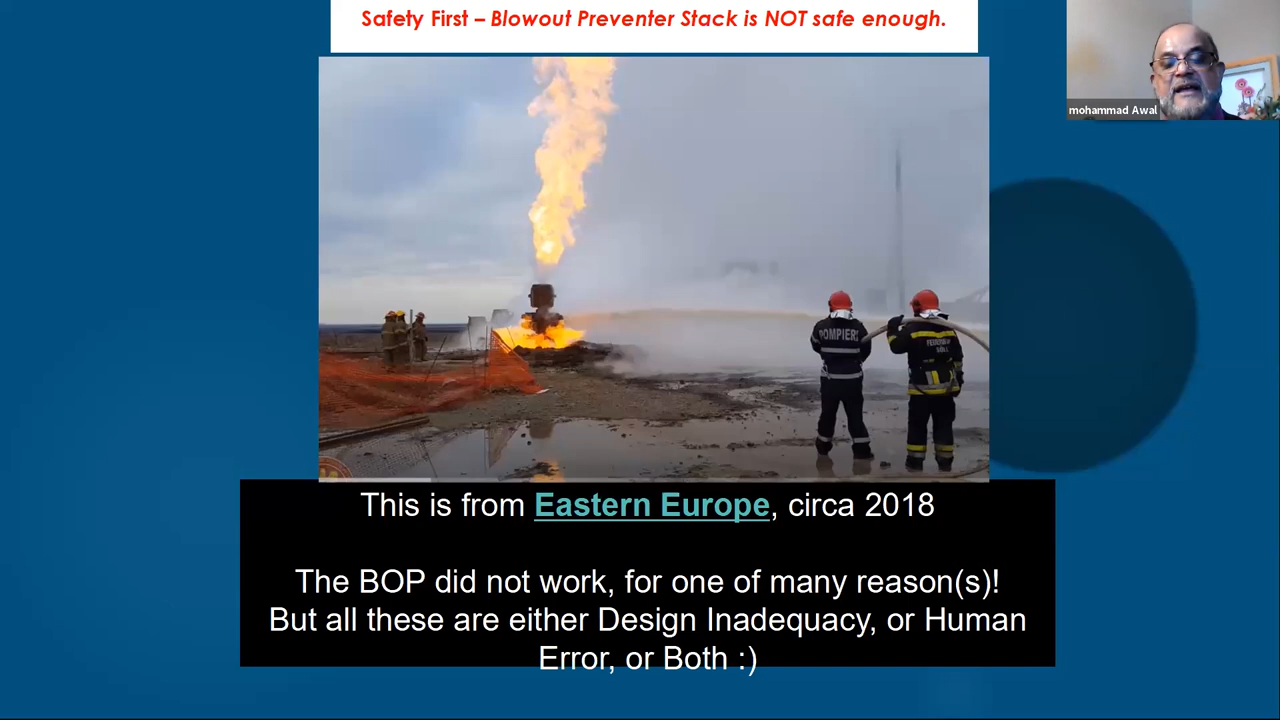 Safety First – Blowout Preventer Stack is NOT safe enough.
mohammad Awal
POMPIERI
This is from Eastern Europe, circa 2018
The BOP did not work, for one of many reason(s)!
But all these are either Design Inadequacy, or Human
Error, or Both :)